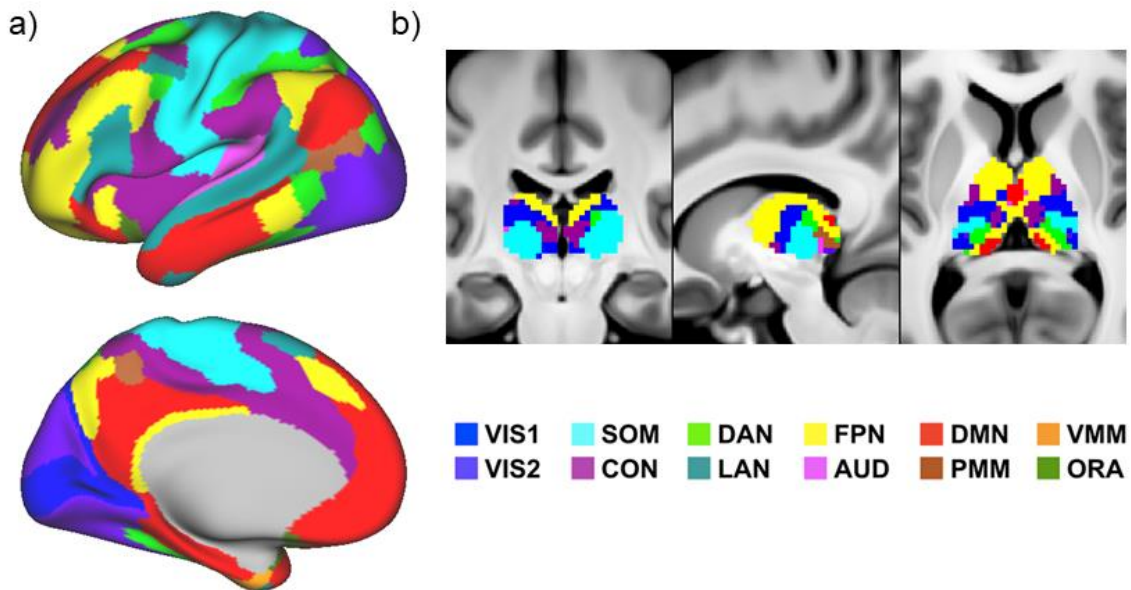 a)
b)
VIS1 SOM DAN FPN DMN VMM
VIS2 CON LAN AUD PMM ORA